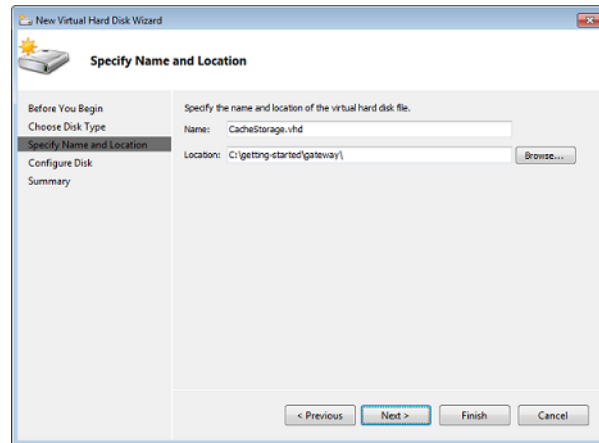 New Virtual Hard Disk Wizard
Specify Name and Location
Before You Begin
Choose Disk Type
Specify Name and Location
Configure Disk
Summary
Specify the name and location of the virtual hard disk file.
Name: CacheStorage.vhd
Location: C:\getting-started\gateway\ Browse...
< Previous Next > Finish Cancel